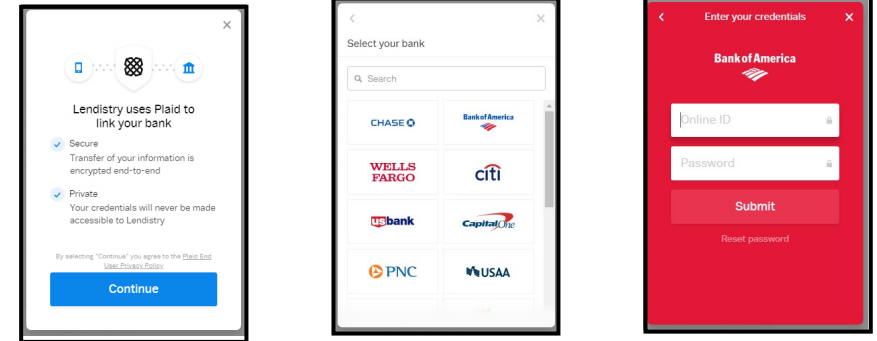 Lendistry uses Plaid to
link your bank
Secure
Transfer of your information is
encrypted end-to-end
Private
Your credentials will never be made
accessible to Lendistry
By selecting "Continue" you agree to the Plaid End
User Privacy Policy
Continue
Select your bank
Search
CHASE
Bank of America
WELLS
FARGO
citi
usbank
Capital One
PNC
USAA
Enter your credentials
Bank of America
Online ID
Password
Submit
Reset password